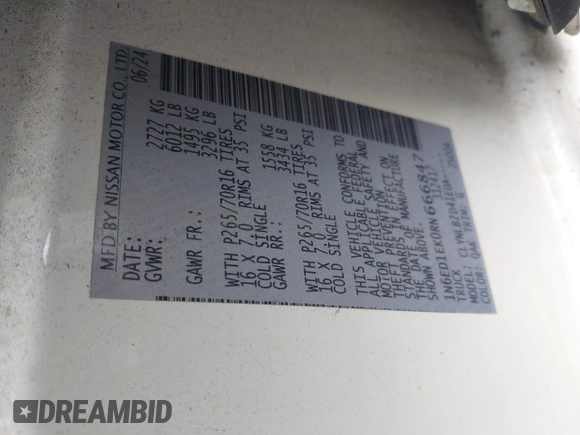 MFD BY NISSAN MOTOR CO., LTD
DATE: 06/24
GVWR: 2727 KG
6012 LB
GAWR FR.: 1495 KG
3296 LB
WITH P265/70R16 TIRES
16 X 7.0 RIMS AT 35 PSI
COLD SINGLE
GAWR RR.: 1558 KG
3434 LB
WITH P265/70R16 TIRES
16 X 7.0 RIMS AT 35 PSI
COLD SINGLE
THIS VEHICLE CONFORMS TO
ALL APPLICABLE FEDERAL
MOTOR VEHICLE SAFETY AND
THEFT PREVENTION
STANDARDS IN EFFECT ON
THE DATE OF MANUFACTURE
SHOWN ABOVE.
1N6ED1EK0RN666847
TRUCK
MODEL:
COLOR: QAK TRIM: G
DREAMBID